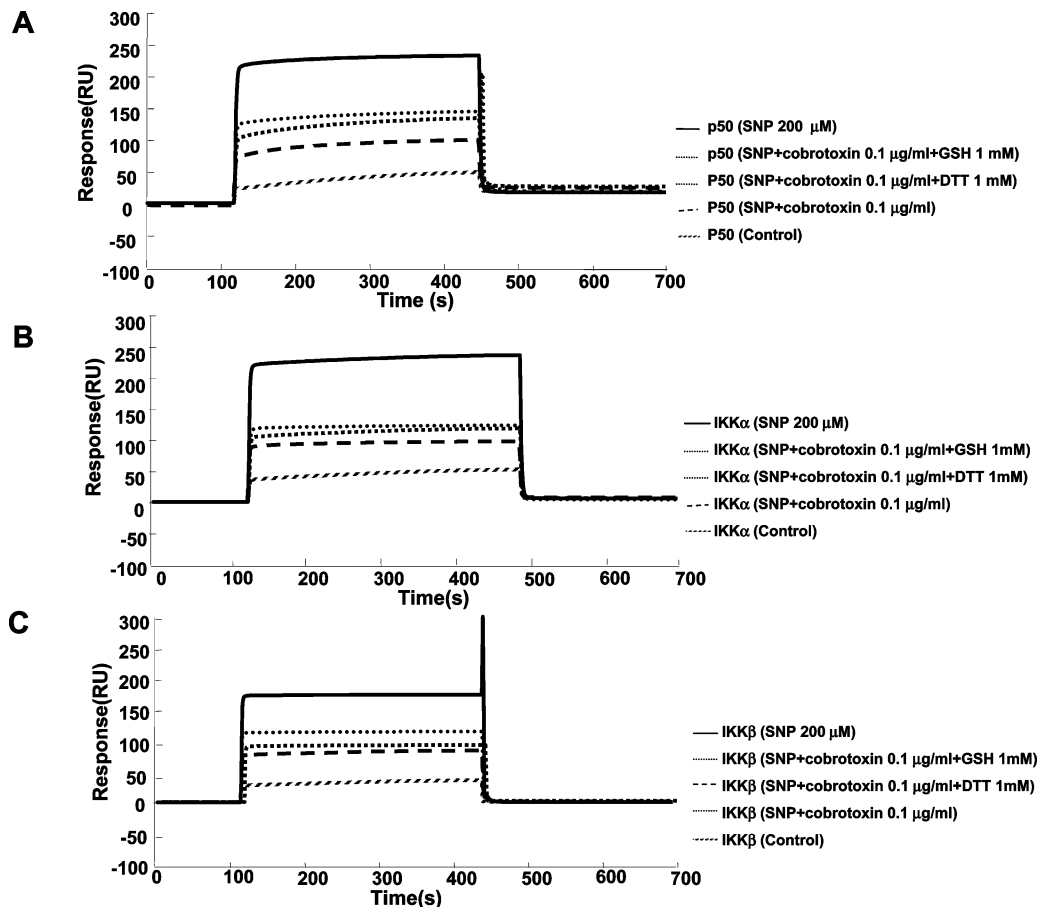 A
Response(RU)
300
250
200
150
100
50
0
-50
-100
0 100 200 300 400 500 600 700
Time (s)
p50 (SNP 200 μM)
p50 (SNP+cobrotoxin 0.1 μg/ml+GSH 1 mM)
P50 (SNP+cobrotoxin 0.1 μg/ml+DTT 1 mM)
P50 (SNP+cobrotoxin 0.1 μg/ml)
P50 (Control)
B
Response(RU)
300
250
200
150
100
50
0
-50
-100
0 100 200 300 400 500 600 700
Time(s)
IKKα (SNP 200 μM)
IKKα (SNP+cobrotoxin 0.1 μg/ml+GSH 1mM)
IKKα (SNP+cobrotoxin 0.1 μg/ml+DTT 1mM)
IKKα (SNP+cobrotoxin 0.1 μg/ml)
IKKα (Control)
C
Response(RU)
300
250
200
150
100
50
0
-50
-100
0 100 200 300 400 500 600 700
Time(s)
IKKβ (SNP 200 μM)
IKKβ (SNP+cobrotoxin 0.1 μg/ml+GSH 1mM)
IKKβ (SNP+cobrotoxin 0.1 μg/ml+DTT 1mM)
IKKβ (SNP+cobrotoxin 0.1 μg/ml)
IKKβ (Control)